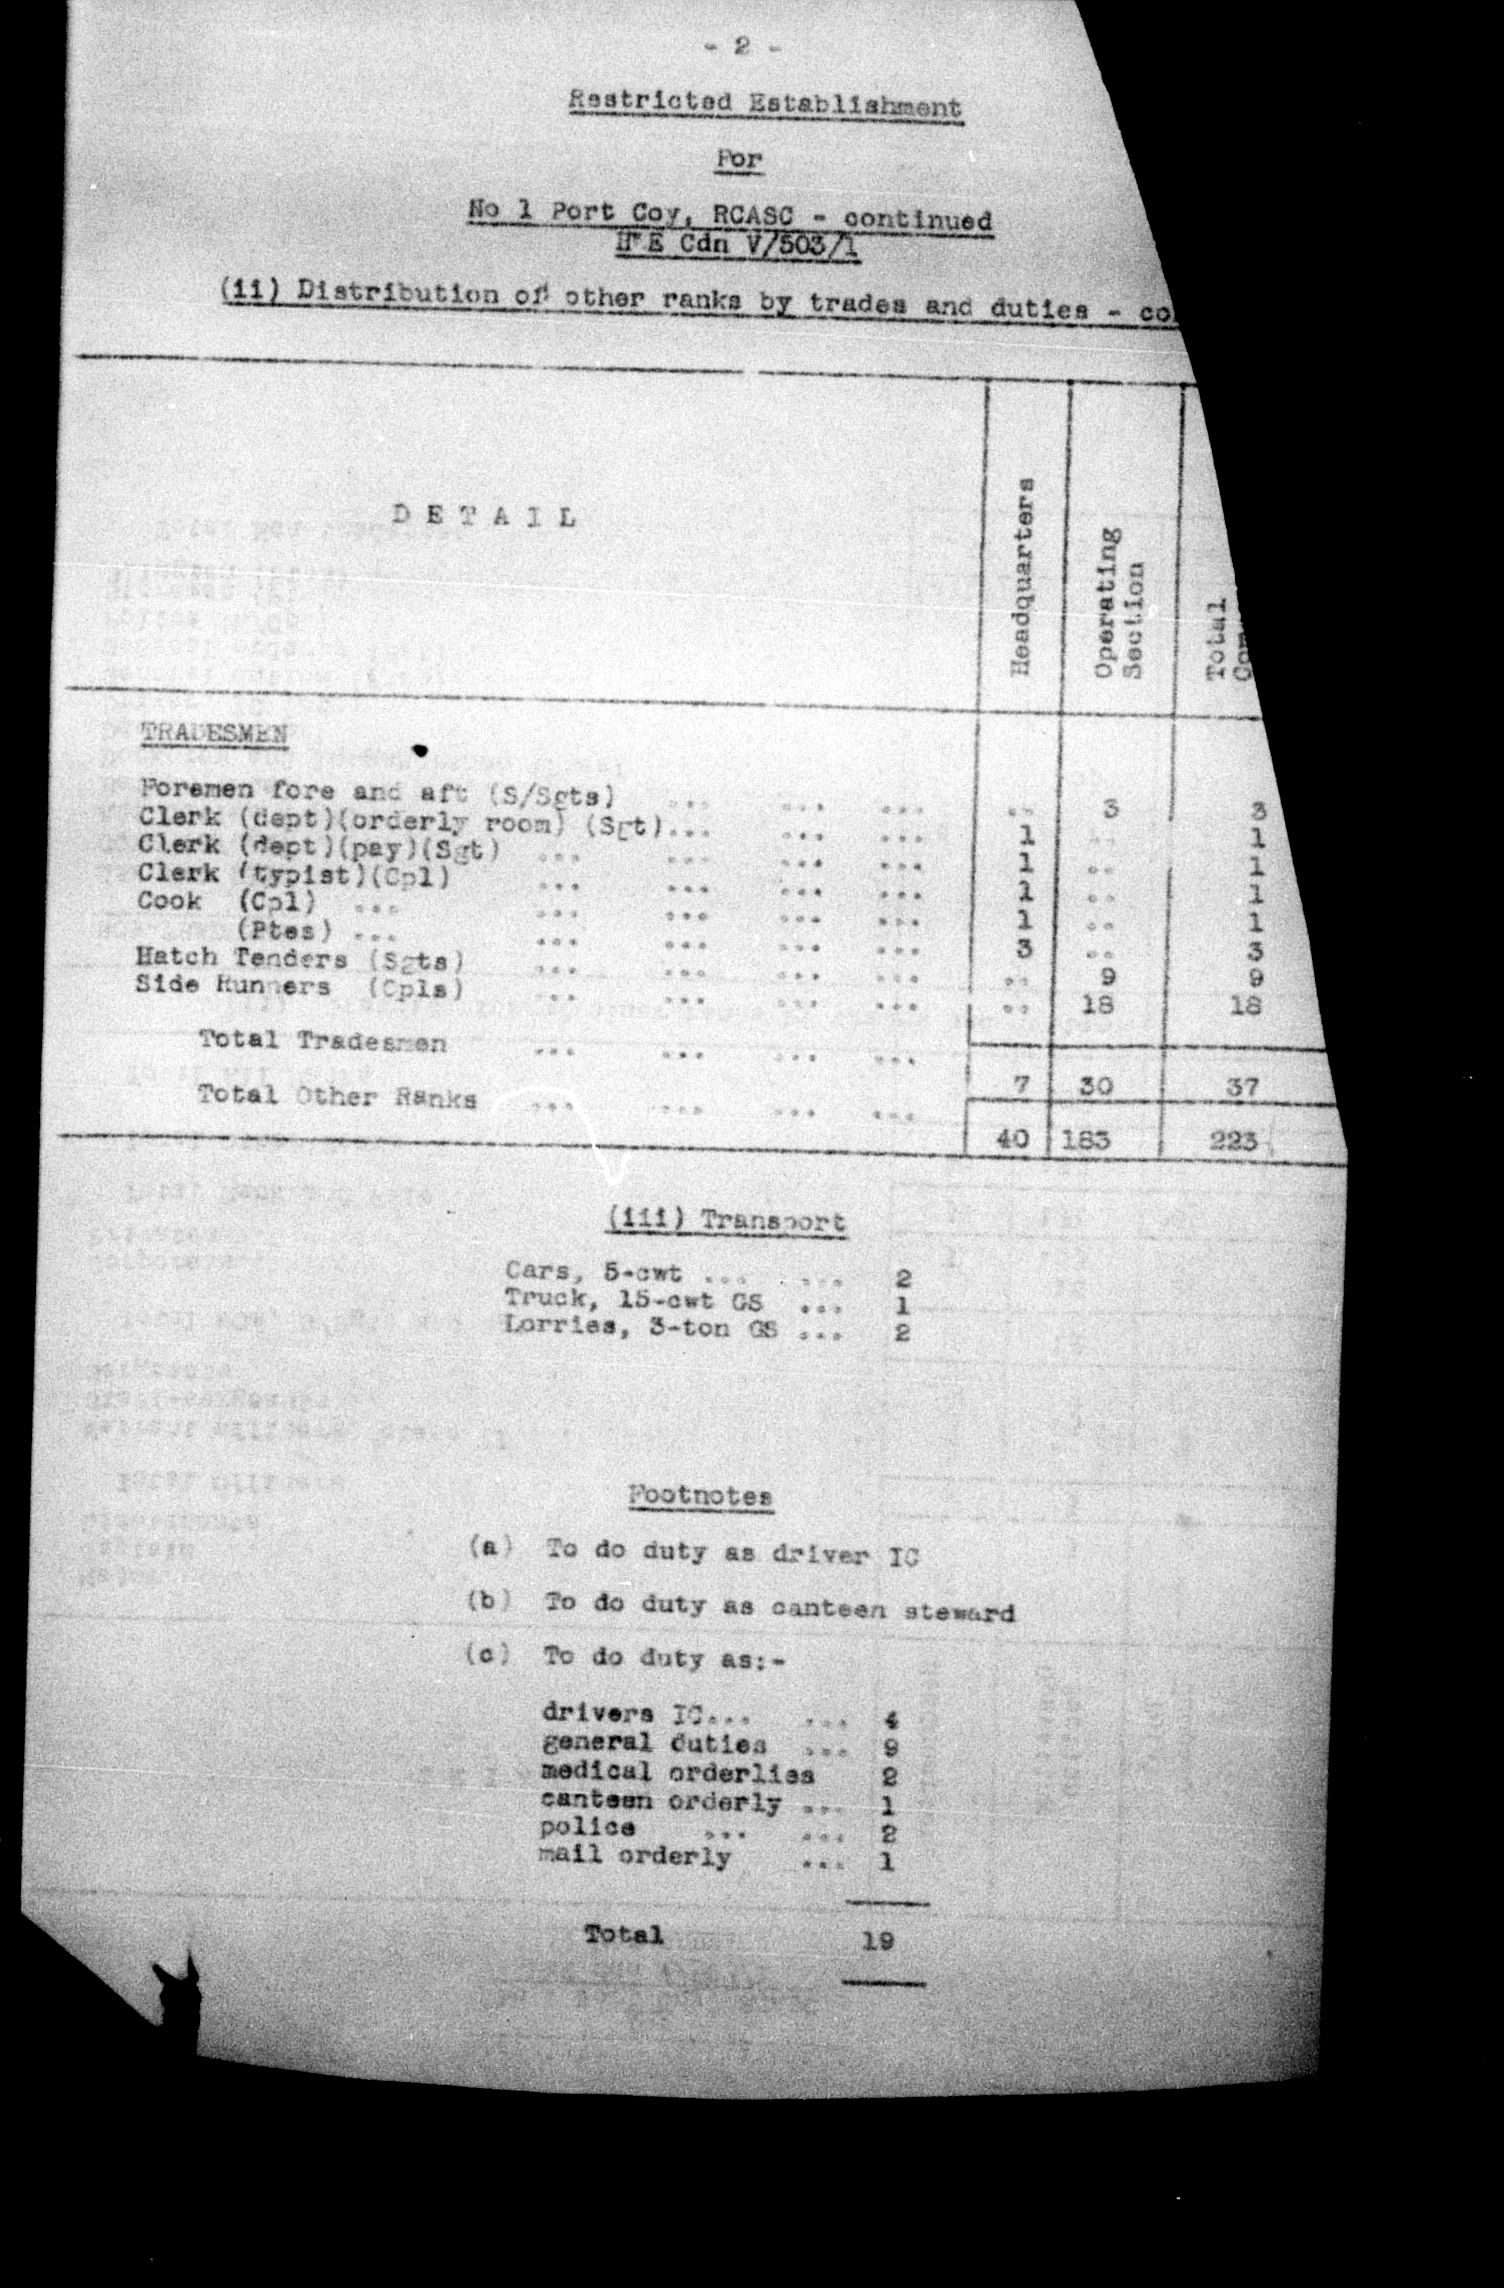 - 2 -
Restricted Establishment
For
No 1 Port Coy, RCASC - continued
Cdn V/503/1
(ii) Distribution of other ranks by trades and duties - co
D E T A I L
Headquarters
Operating Section
Total
TRADESMEN
Foremen fore and aft (S/Sgts) ... ... ... .. 3 3
Clerk (dept)(orderly room) (Sgt)... ... ... 1 .. 1
Clerk (dept)(pay)(Sgt) ... ... ... ... 1 .. 1
Clerk (typist)(Cpl) ... ... ... ... 1 .. 1
Cook (Cpl) ... ... ... ... ... 1 .. 1
(Ptes) ... ... ... ... ... 3 .. 3
Hatch Tenders (Sgts) ... ... ... ... .. 9 9
Side Runners (Cpls) ... ... ... ... .. 18 18
Total Tradesmen ... ... ... ... 7 30 37
Total Other Ranks ... .... ... ... 40 183 223
(iii) Transport
Cars, 5-cwt ... ... 2
Truck, 15-cwt GS ... 1
Lorries, 3-ton GS ... 2
Footnotes
(a) To do duty as driver IC
(b) To do duty as canteen steward
(c) To do duty as:-
drivers IC... ... 4
general duties ... 9
medical orderlies 2
canteen orderly ... 1
police ... ... 2
mail orderly ... 1
Total 19